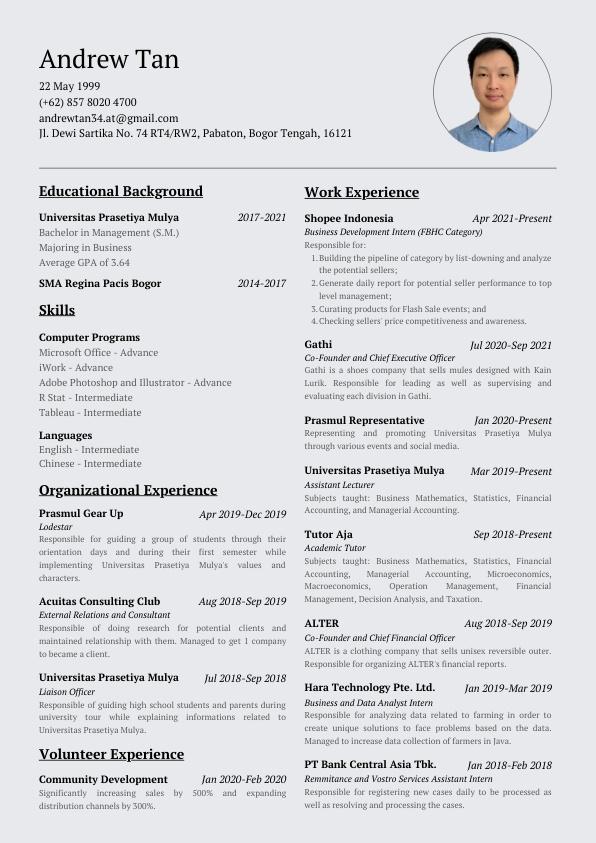 Andrew Tan
22 May 1999
(+62) 857 8020 4700
andrewtan34.at@gmail.com
Jl. Dewi Sartika No. 74 RT4/RW2, Pabaton, Bogor Tengah, 16121
Educational Background
Universitas Prasetiya Mulya 2017-2021
Bachelor in Management (S.M.)
Majoring in Business
Average GPA of 3.64
SMA Regina Pacis Bogor 2014-2017
Skills
Computer Programs
Microsoft Office - Advance
iWork - Advance
Adobe Photoshop and Illustrator - Advance
R Stat - Intermediate
Tableau - Intermediate
Languages
English - Intermediate
Chinese - Intermediate
Organizational Experience
Prasmul Gear Up Apr 2019-Dec 2019
Lodestar
Responsible for guiding a group of students through their
orientation days and during their first semester while
implementing Universitas Prasetiya Mulya's values and
characters.
Acuitas Consulting Club Aug 2018-Sep 2019
External Relations and Consultant
Responsible of doing research for potential clients and
maintained relationship with them. Managed to get 1 company
to became a client.
Universitas Prasetiya Mulya Jul 2018-Sep 2018
Liaison Officer
Responsible of guiding high school students and parents during
university tour while explaining informations related to
Universitas Prasetiya Mulya.
Volunteer Experience
Community Development Jan 2020-Feb 2020
Significantly increasing sales by 500% and expanding
distribution channels by 300%.
Work Experience
Shopee Indonesia Apr 2021-Present
Business Development Intern (FBHC Category)
Responsible for:
1. Building the pipeline of category by list-downing and analyze
the potential sellers;
2. Generate daily report for potential seller performance to top
level management;
3. Curating products for Flash Sale events; and
4. Checking sellers' price competitiveness and awareness.
Gathi Jul 2020-Sep 2021
Co-Founder and Chief Executive Officer
Gathi is a shoes company that sells mules designed with Kain
Lurik. Responsible for leading as well as supervising and
evaluating each division in Gathi.
Prasmul Representative Jan 2020-Present
Representing and promoting Universitas Prasetiya Mulya
through various events and social media.
Universitas Prasetiya Mulya Mar 2019-Present
Assistant Lecturer
Subjects taught: Business Mathematics, Statistics, Financial
Accounting, and Managerial Accounting.
Tutor Aja Sep 2018-Present
Academic Tutor
Subjects taught: Business Mathematics, Statistics, Financial
Accounting, Managerial Accounting, Microeconomics,
Macroeconomics, Operation Management, Financial
Management, Decision Analysis, and Taxation.
ALTER Aug 2018-Sep 2019
Co-Founder and Chief Financial Officer
ALTER is a clothing company that sells unisex reversible outer.
Responsible for organizing ALTER's financial reports.
Hara Technology Pte. Ltd. Jan 2019-Mar 2019
Business and Data Analyst Intern
Responsible for analyzing data related to farming in order to
create unique solutions to face problems based on the data.
Managed to increase data collection of farmers in Java.
PT Bank Central Asia Tbk. Jan 2018-Feb 2018
Remmitance and Vostro Services Assistant Intern
Responsible for registering new cases daily to be processed as
well as resolving and processing the cases.